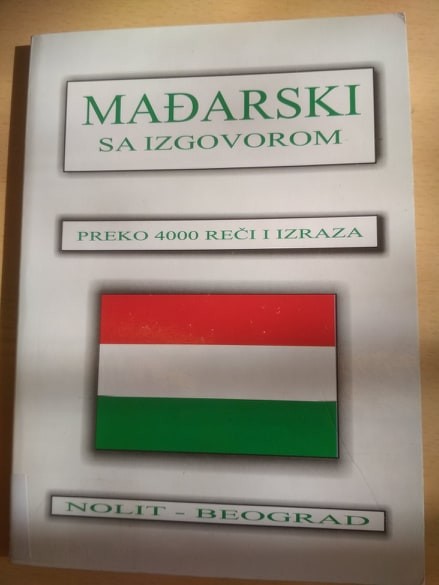 MAĐARSKI
SA IZGOVOROM
PREKO 4000 REČI I IZRAZA
NOLIT - BEOGRAD